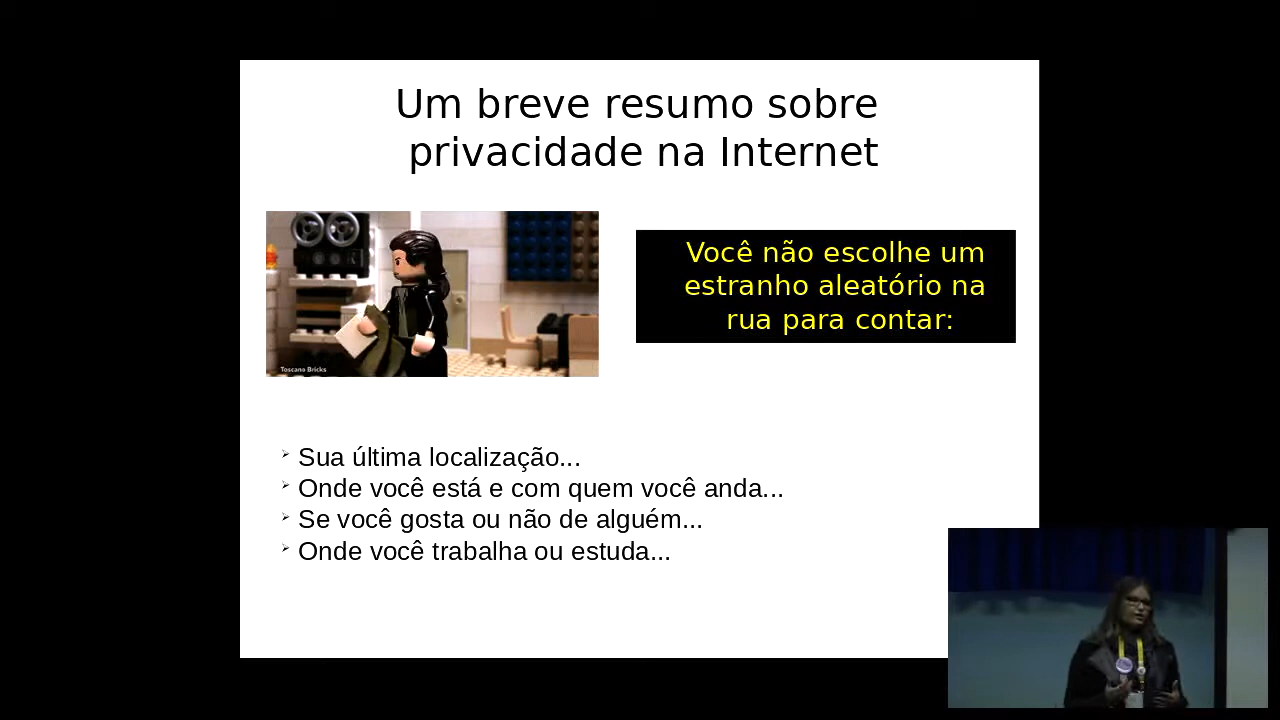 Um breve resumo sobre
privacidade na Internet
Você não escolhe um
estranho aleatório na
rua para contar:
Toscano Bricks
Sua última localização...
Onde você está e com quem você anda...
Se você gosta ou não de alguém...
Onde você trabalha ou estuda...